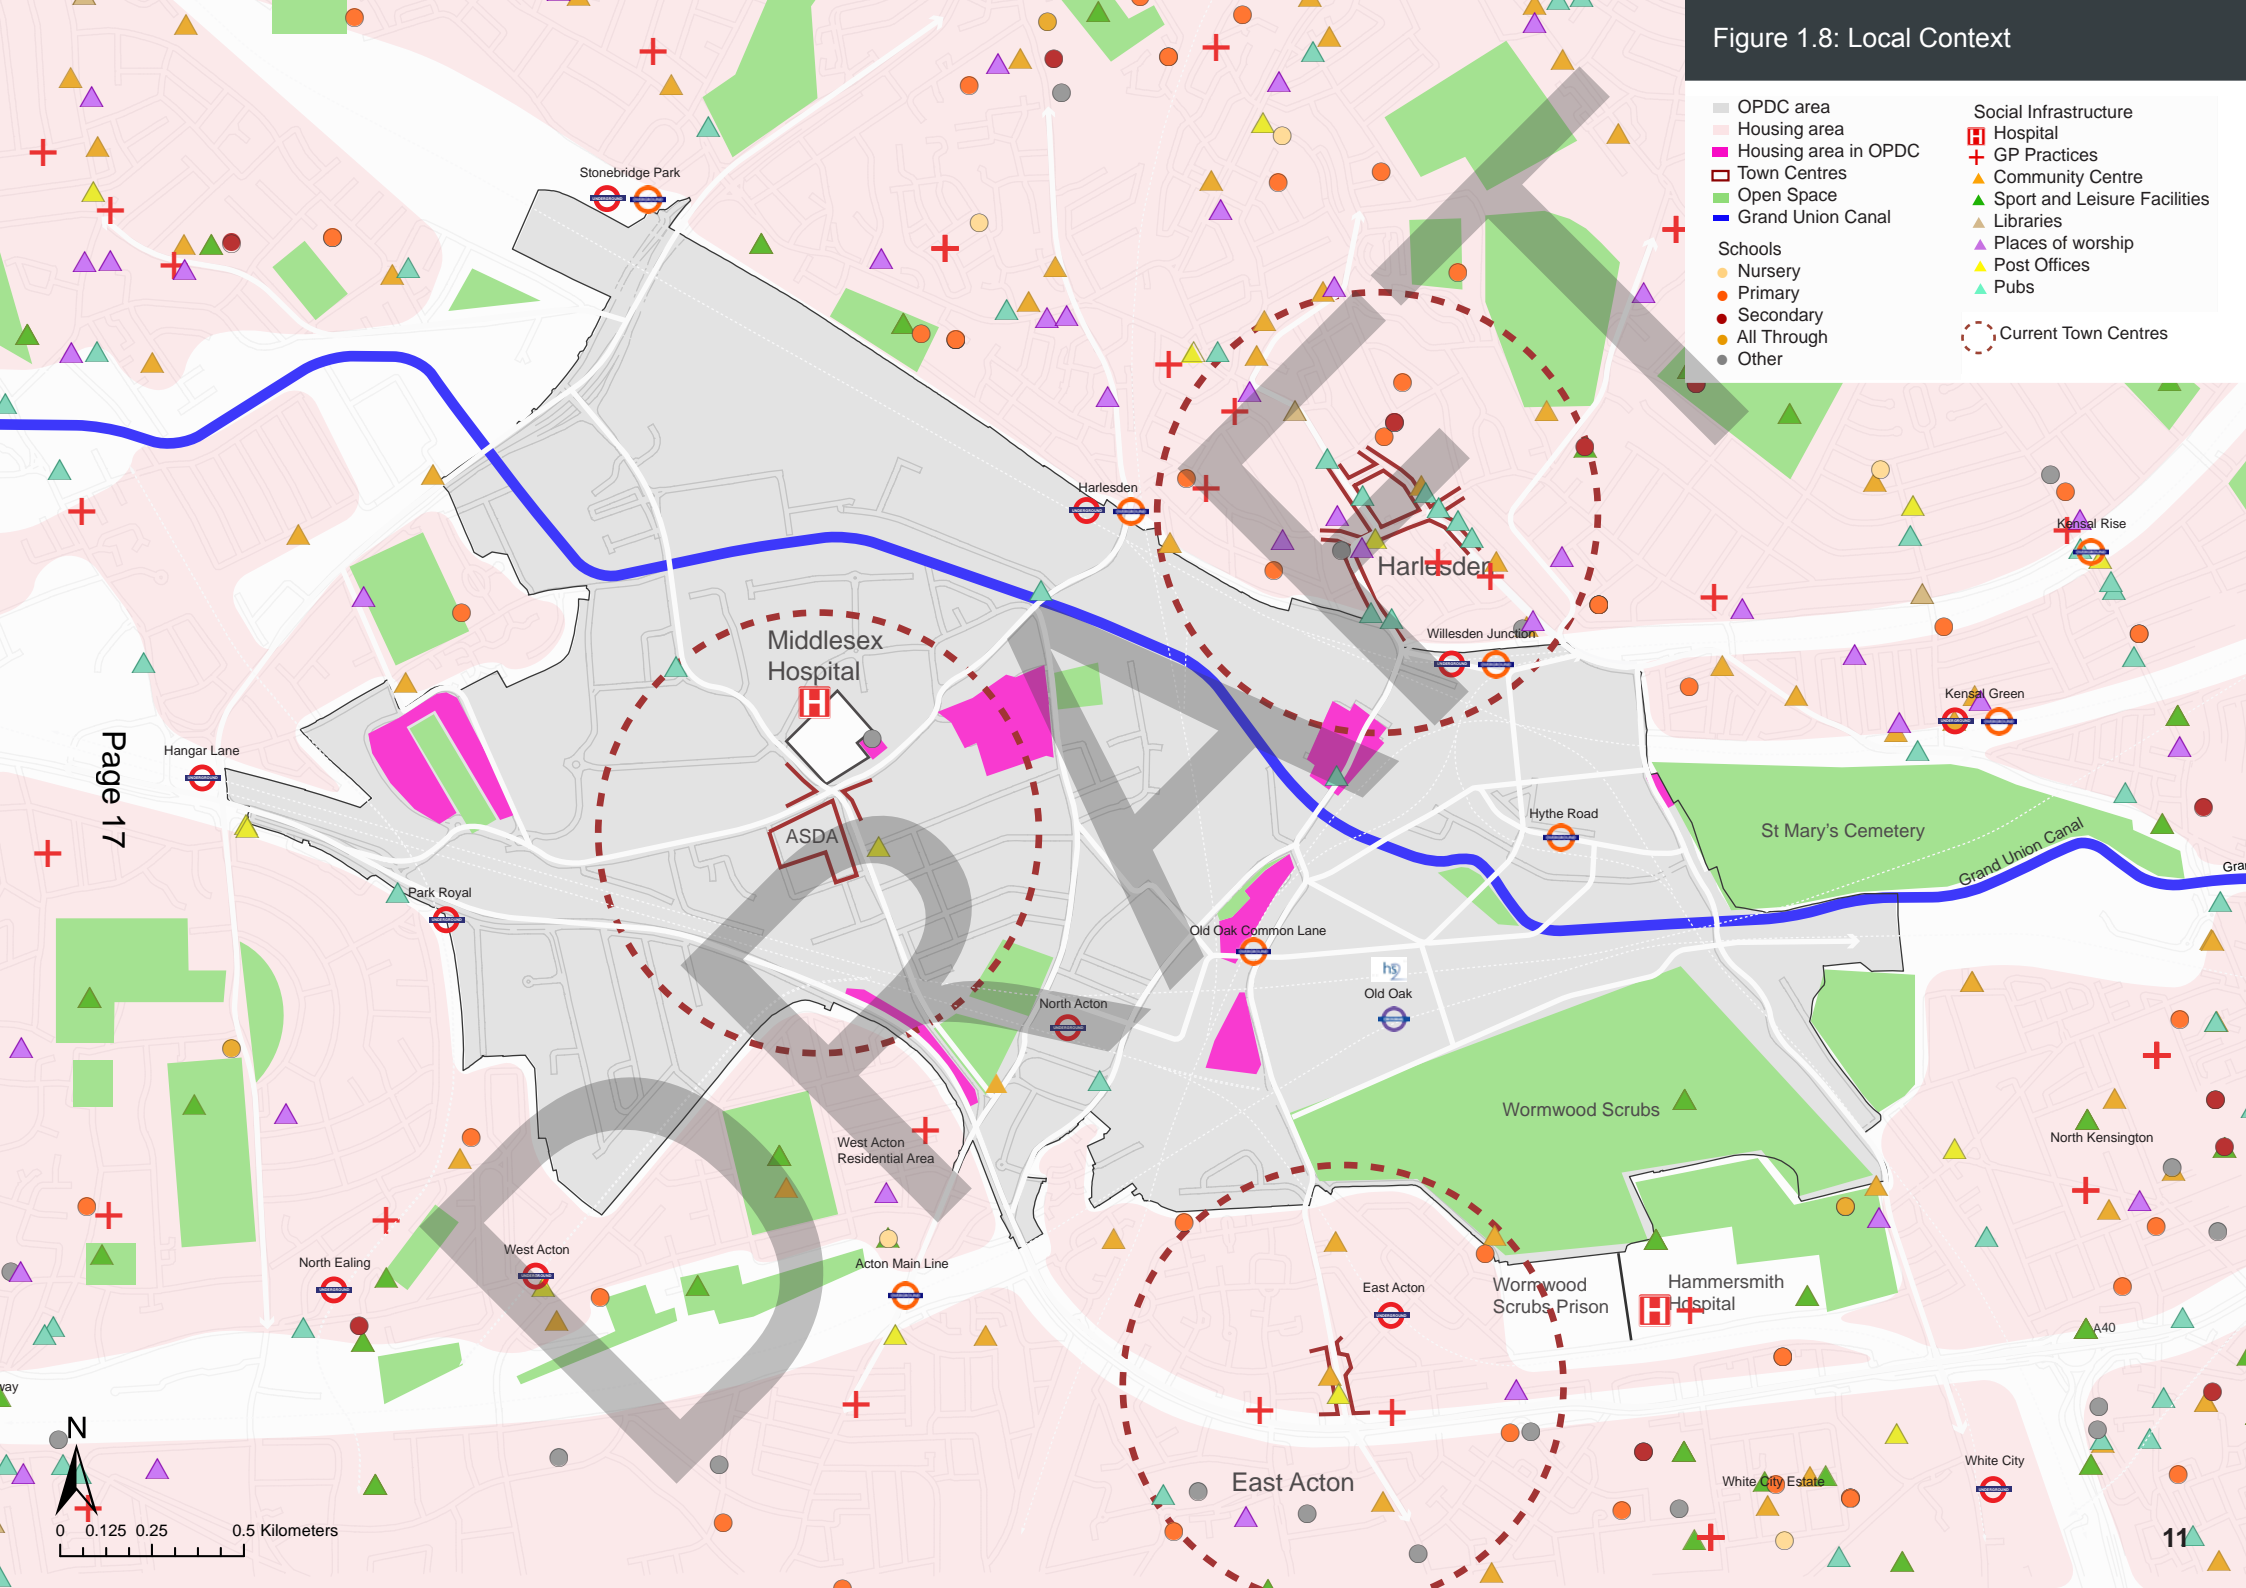 Figure 1.8: Local Context
OPDC area
Housing area
Housing area in OPDC
Town Centres
Open Space
Grand Union Canal
Schools
Nursery
Primary
Secondary
All Through
Other
Social Infrastructure
H Hospital
GP Practices
Community Centre
Sport and Leisure Facilities
Libraries
Places of worship
Post Offices
Pubs
Current Town Centres
Stonebridge Park
Harlesden
Harlesden
Willesden Junction
Kensal Rise
Kensal Green
Middlesex
Hospital
H
Hangar Lane
ASDA
Hythe Road
St Mary's Cemetery
Grand Union Canal
Gra
Park Royal
Old Oak Common Lane
hs2
Old Oak
North Acton
Wormwood Scrubs
North Kensington
West Acton
Residential Area
North Ealing
West Acton
Acton Main Line
East Acton
Wormwood
Scrubs Prison
Hammersmith
Hospital
H
A40
way
East Acton
White City Estate
White City
N
0 0.125 0.25 0.5 Kilometers
Page 17
11
DRAFT